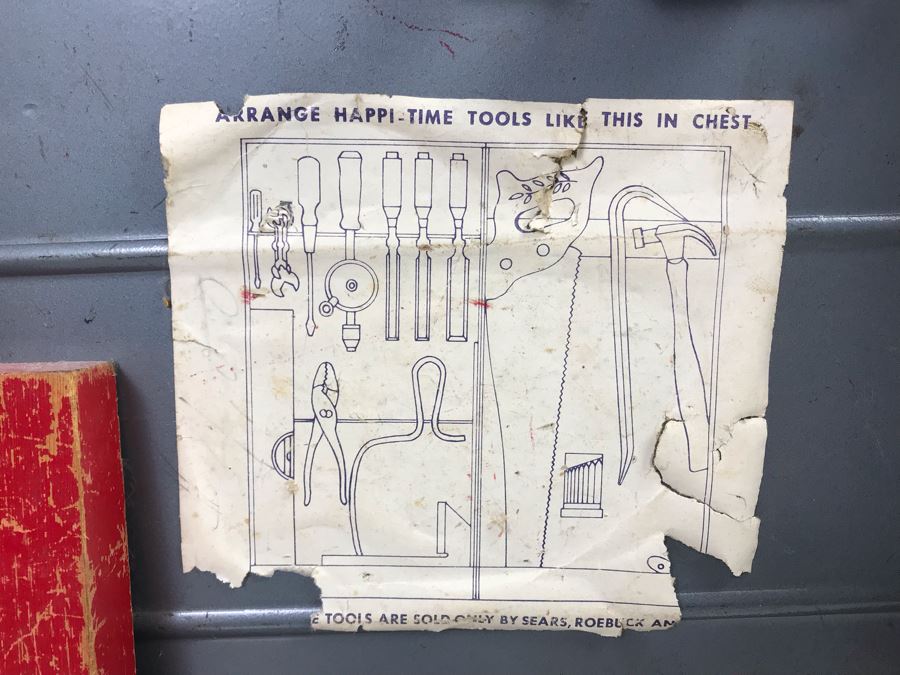 ARRANGE HAPPI-TIME TOOLS LIKE THIS IN CHEST
TOOLS ARE SOLD ONLY BY SEARS, ROEBUCK AN